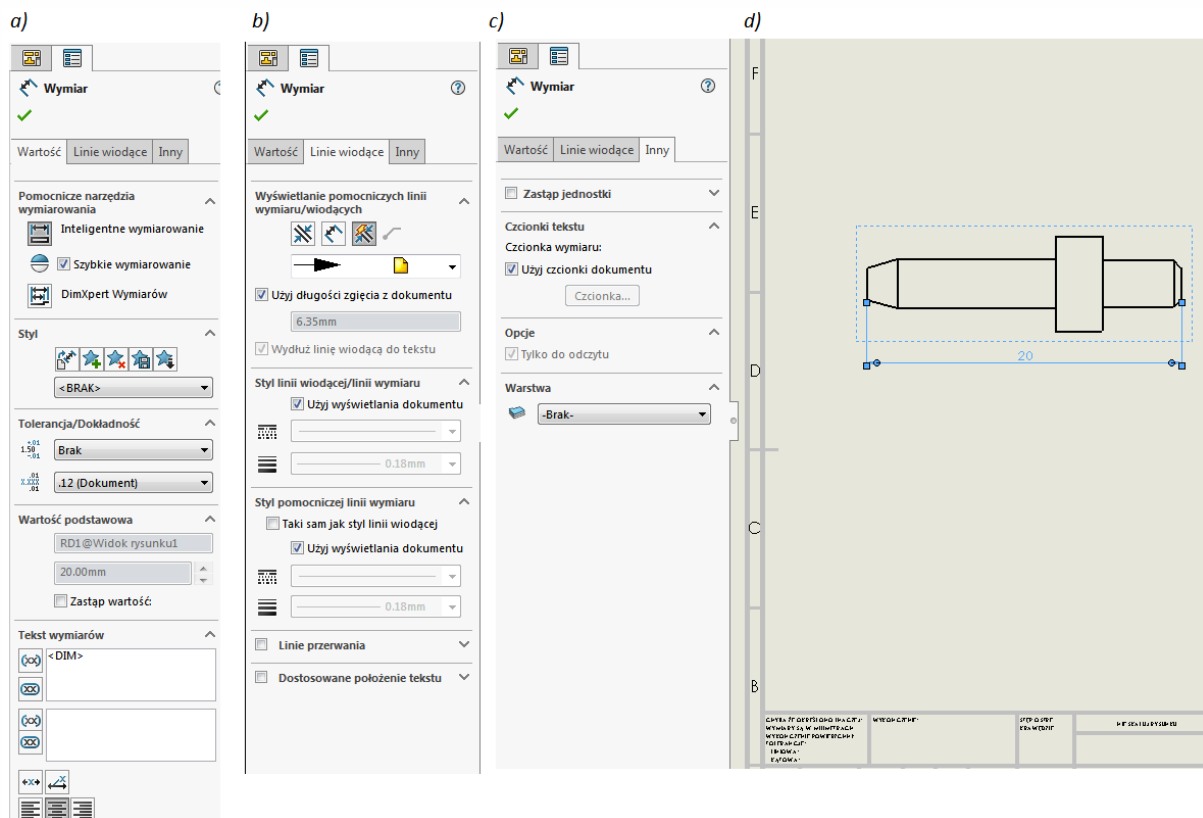 a)
Wymiar
Wartość Linie wiodące Inny
Pomocnicze narzędzia
wymiarowania
Inteligentne wymiarowanie
Szybkie wymiarowanie
DimXpert Wymiarów
Styl
<BRAK>
Tolerancja/Dokładność
Brak
.12 (Dokument)
Wartość podstawowa
RD1@Widok rysunku1
20.00mm
Zastąp wartość:
Tekst wymiarów
<DIM>
b)
Wymiar
Wartość Linie wiodące Inny
Wyświetlanie pomocniczych linii
wymiaru/wiodących
Użyj długości zgięcia z dokumentu
6.35mm
Wydłuż linię wiodącą do tekstu
Styl linii wiodącej/linii wymiaru
Użyj wyświetlania dokumentu
0.18mm
Styl pomocniczej linii wymiaru
Taki sam jak styl linii wiodącej
Użyj wyświetlania dokumentu
0.18mm
Linie przerwania
Dostosowane położenie tekstu
c)
Wymiar
Wartość Linie wiodące Inny
Zastąp jednostki
Czcionki tekstu
Czcionka wymiaru:
Użyj czcionki dokumentu
Czcionka...
Opcje
Tylko do odczytu
Warstwa
-Brak-
d)
F
E
D
C
B
20